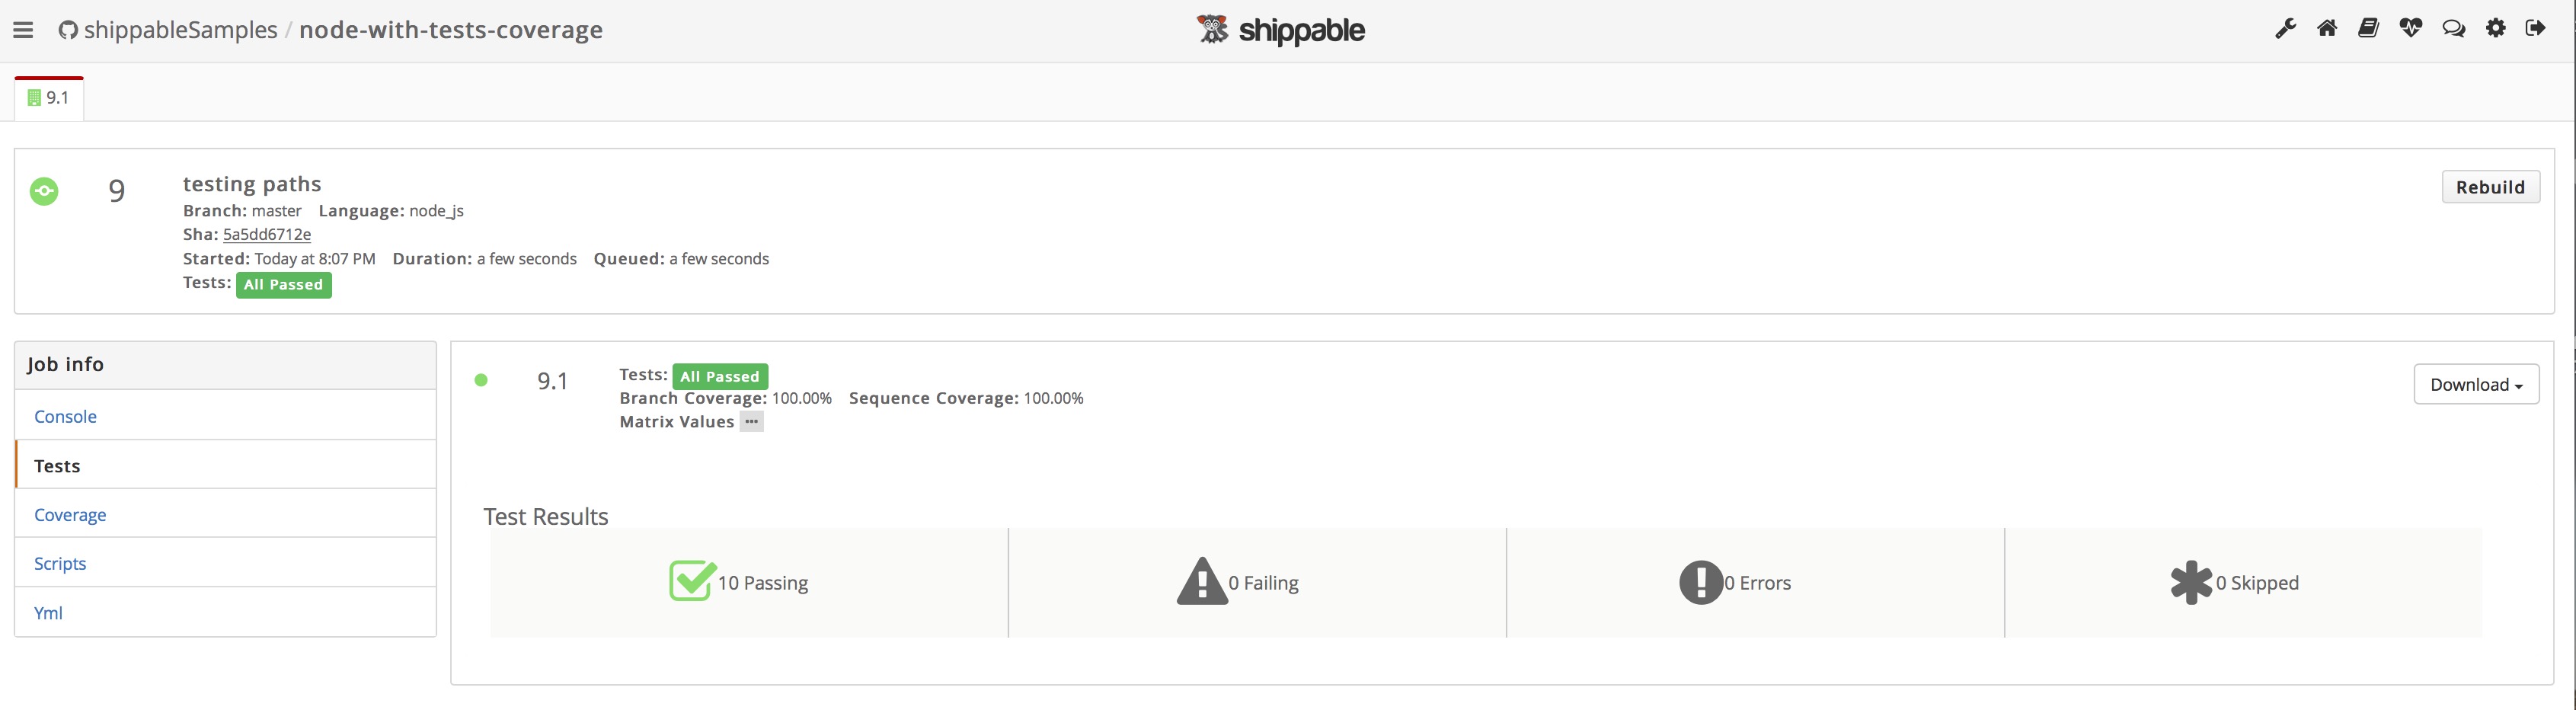 shippableSamples / node-with-tests-coverage
shippable
9.1
9
testing paths
Branch: master Language: node_js
Sha: 5a5dd6712e
Started: Today at 8:07 PM Duration: a few seconds Queued: a few seconds
Tests: All Passed
Rebuild
Job info
Console
Tests
Coverage
Scripts
Yml
9.1
Tests: All Passed
Branch Coverage: 100.00% Sequence Coverage: 100.00%
Matrix Values ...
Download
Test Results
10 Passing
0 Failing
0 Errors
0 Skipped